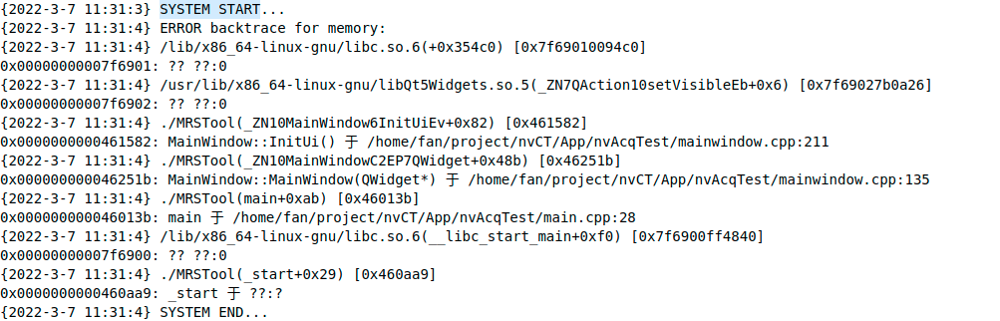 {2022-3-7 11:31:3} SYSTEM START...
{2022-3-7 11:31:4} ERROR backtrace for memory:
{2022-3-7 11:31:4} /lib/x86_64-linux-gnu/libc.so.6(+0x354c0) [0x7f69010094c0]
0x00000000007f6901: ?? ??:0
{2022-3-7 11:31:4} /usr/lib/x86_64-linux-gnu/libQt5Widgets.so.5(_ZN7QAction10setVisibleEb+0x6) [0x7f69027b0a26]
0x00000000007f6902: ?? ??:0
{2022-3-7 11:31:4} ./MRSTool(_ZN10MainWindow6InitUiEv+0x82) [0x461582]
0x0000000000461582: MainWindow::InitUi() 于 /home/fan/project/nvCT/App/nvAcqTest/mainwindow.cpp:211
{2022-3-7 11:31:4} ./MRSTool(_ZN10MainWindowC2EP7QWidget+0x48b) [0x46251b]
0x000000000046251b: MainWindow::MainWindow(QWidget*) 于 /home/fan/project/nvCT/App/nvAcqTest/mainwindow.cpp:135
{2022-3-7 11:31:4} ./MRSTool(main+0xab) [0x46013b]
0x000000000046013b: main 于 /home/fan/project/nvCT/App/nvAcqTest/main.cpp:28
{2022-3-7 11:31:4} /lib/x86_64-linux-gnu/libc.so.6(__libc_start_main+0xf0) [0x7f6900ff4840]
0x00000000007f6900: ?? ??:0
{2022-3-7 11:31:4} ./MRSTool(_start+0x29) [0x460aa9]
0x0000000000460aa9: _start 于 ??:?
{2022-3-7 11:31:4} SYSTEM END...